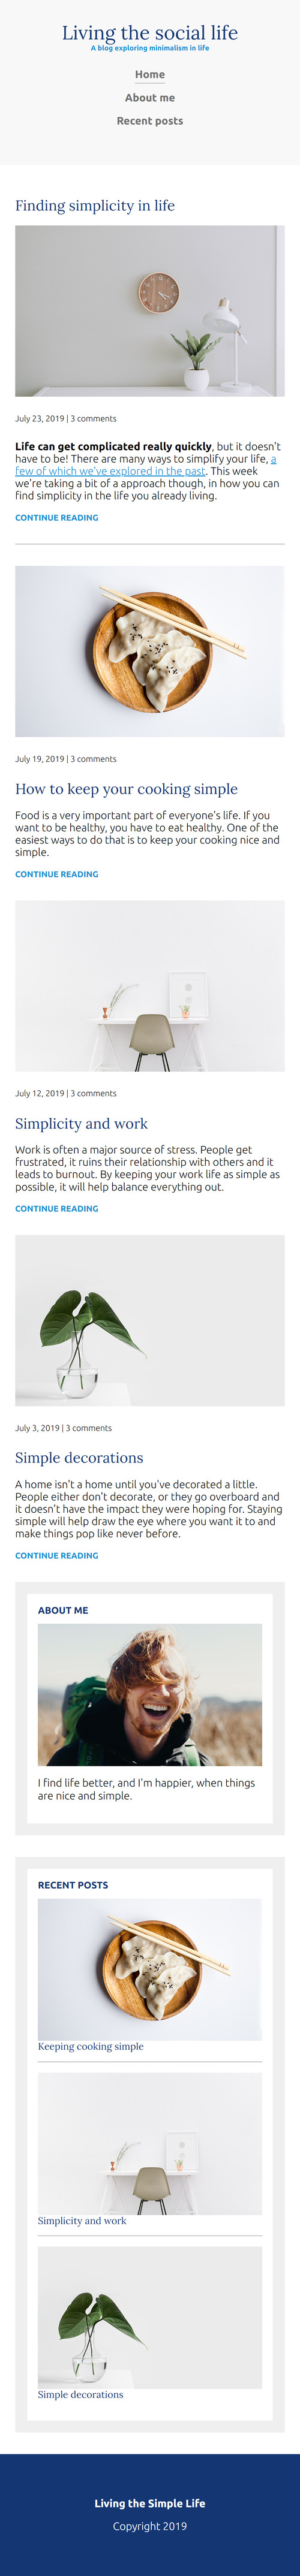 Living the social life
A blog exploring minimalism in life
Home
About me
Recent posts
Finding simplicity in life
July 23, 2019 | 3 comments
Life can get complicated really quickly, but it doesn't
have to be! There are many ways to simplify your life, a
few of which we've explored in the past. This week
we're taking a bit of a approach though, in how you can
find simplicity in the life you already living.
CONTINUE READING
July 19, 2019 | 3 comments
How to keep your cooking simple
Food is a very important part of everyone's life. If you
want to be healthy, you have to eat healthy. One of the
easiest ways to do that is to keep your cooking nice and
simple.
CONTINUE READING
July 12, 2019 | 3 comments
Simplicity and work
Work is often a major source of stress. People get
frustrated, it ruins their relationship with others and it
leads to burnout. By keeping your work life as simple as
possible, it will help balance everything out.
CONTINUE READING
July 3, 2019 | 3 comments
Simple decorations
A home isn't a home until you've decorated a little.
People either don't decorate, or they go overboard and
it doesn't have the impact they were hoping for. Staying
simple will help draw the eye where you want it to and
make things pop like never before.
CONTINUE READING
ABOUT ME
I find life better, and I'm happier, when things
are nice and simple.
RECENT POSTS
Keeping cooking simple
Simplicity and work
Simple decorations
Living the Simple Life
Copyright 2019